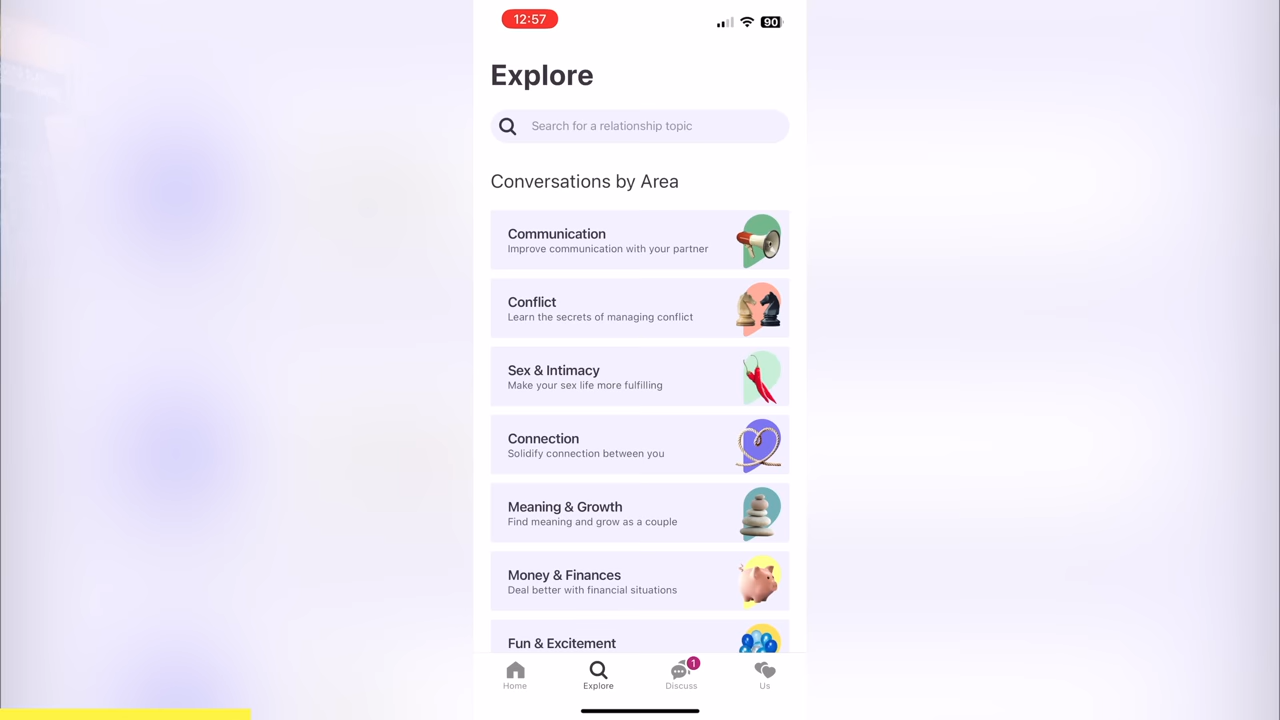 12:57
90
Explore
Search for a relationship topic
Conversations by Area
Communication
Improve communication with your partner
Conflict
Learn the secrets of managing conflict
Sex & Intimacy
Make your sex life more fulfilling
Connection
Solidify connection between you
Meaning & Growth
Find meaning and grow as a couple
Money & Finances
Deal better with financial situations
Fun & Excitement
1
Home
Explore
Discuss
Us